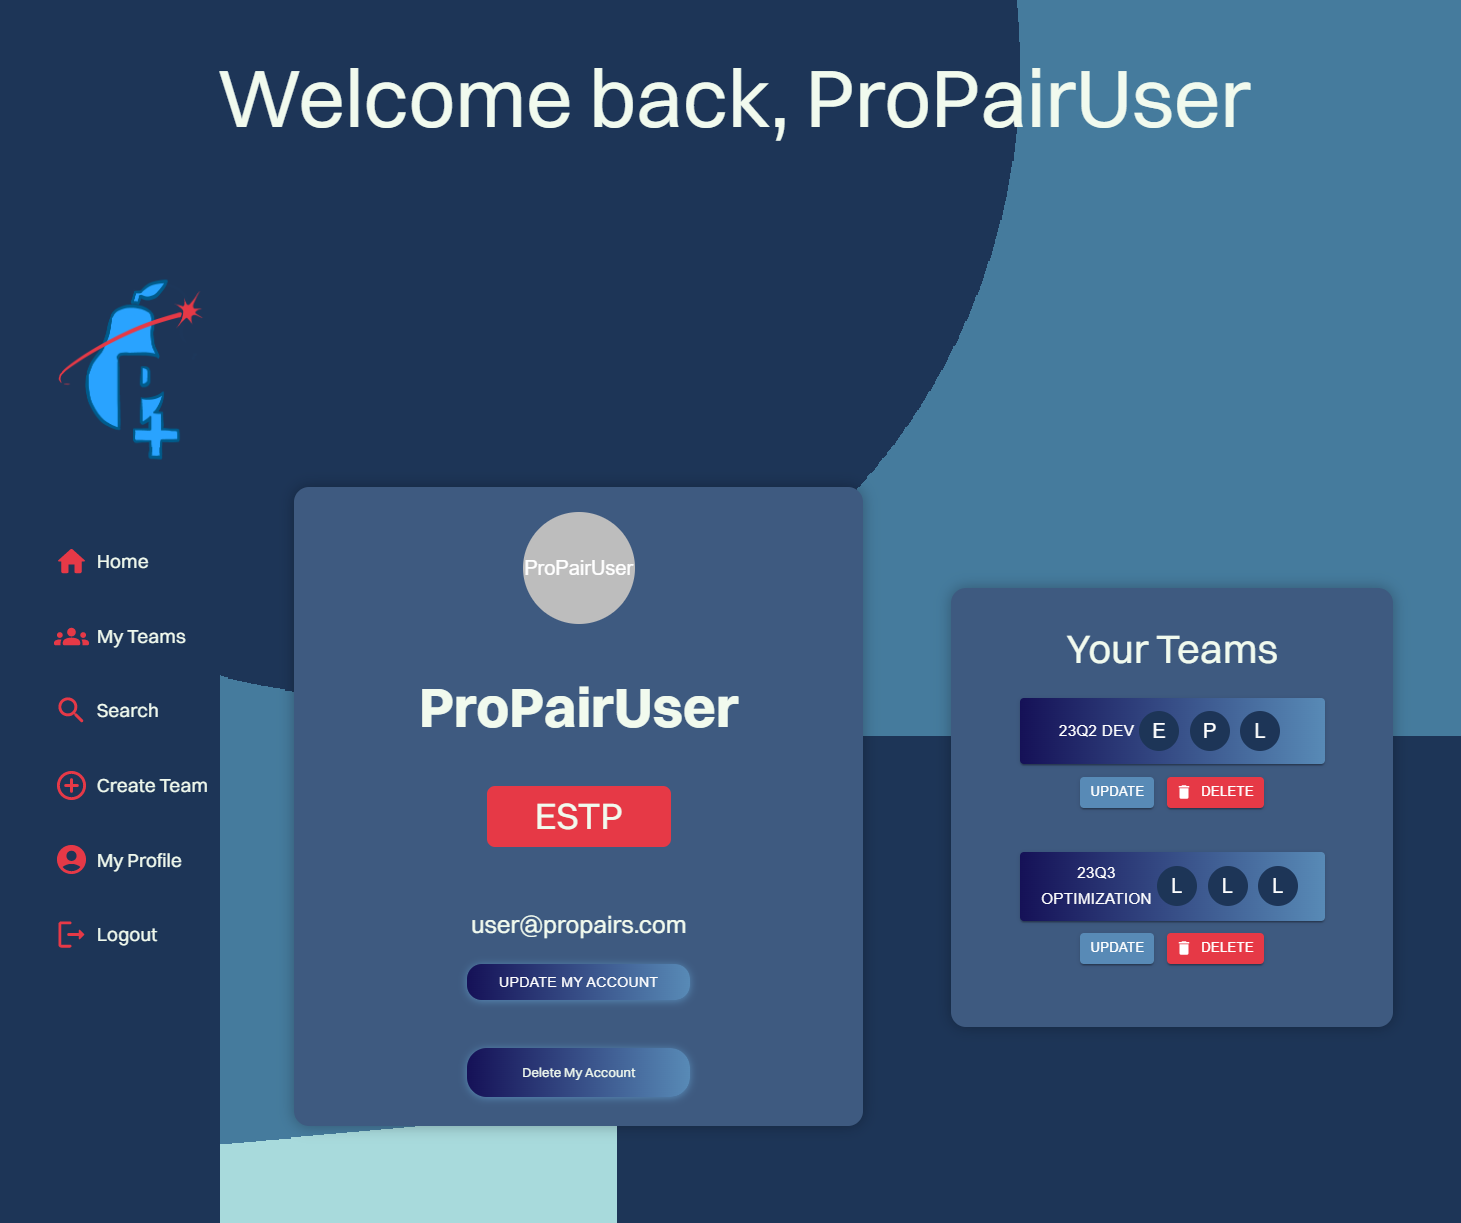 Welcome back, ProPairUser
Home
My Teams
Search
Create Team
My Profile
Logout
ProPairUser
ProPairUser
ESTP
user@propairs.com
UPDATE MY ACCOUNT
Delete My Account
Your Teams
23Q2 DEV E P L
UPDATE DELETE
23Q3
OPTIMIZATION L L L
UPDATE DELETE